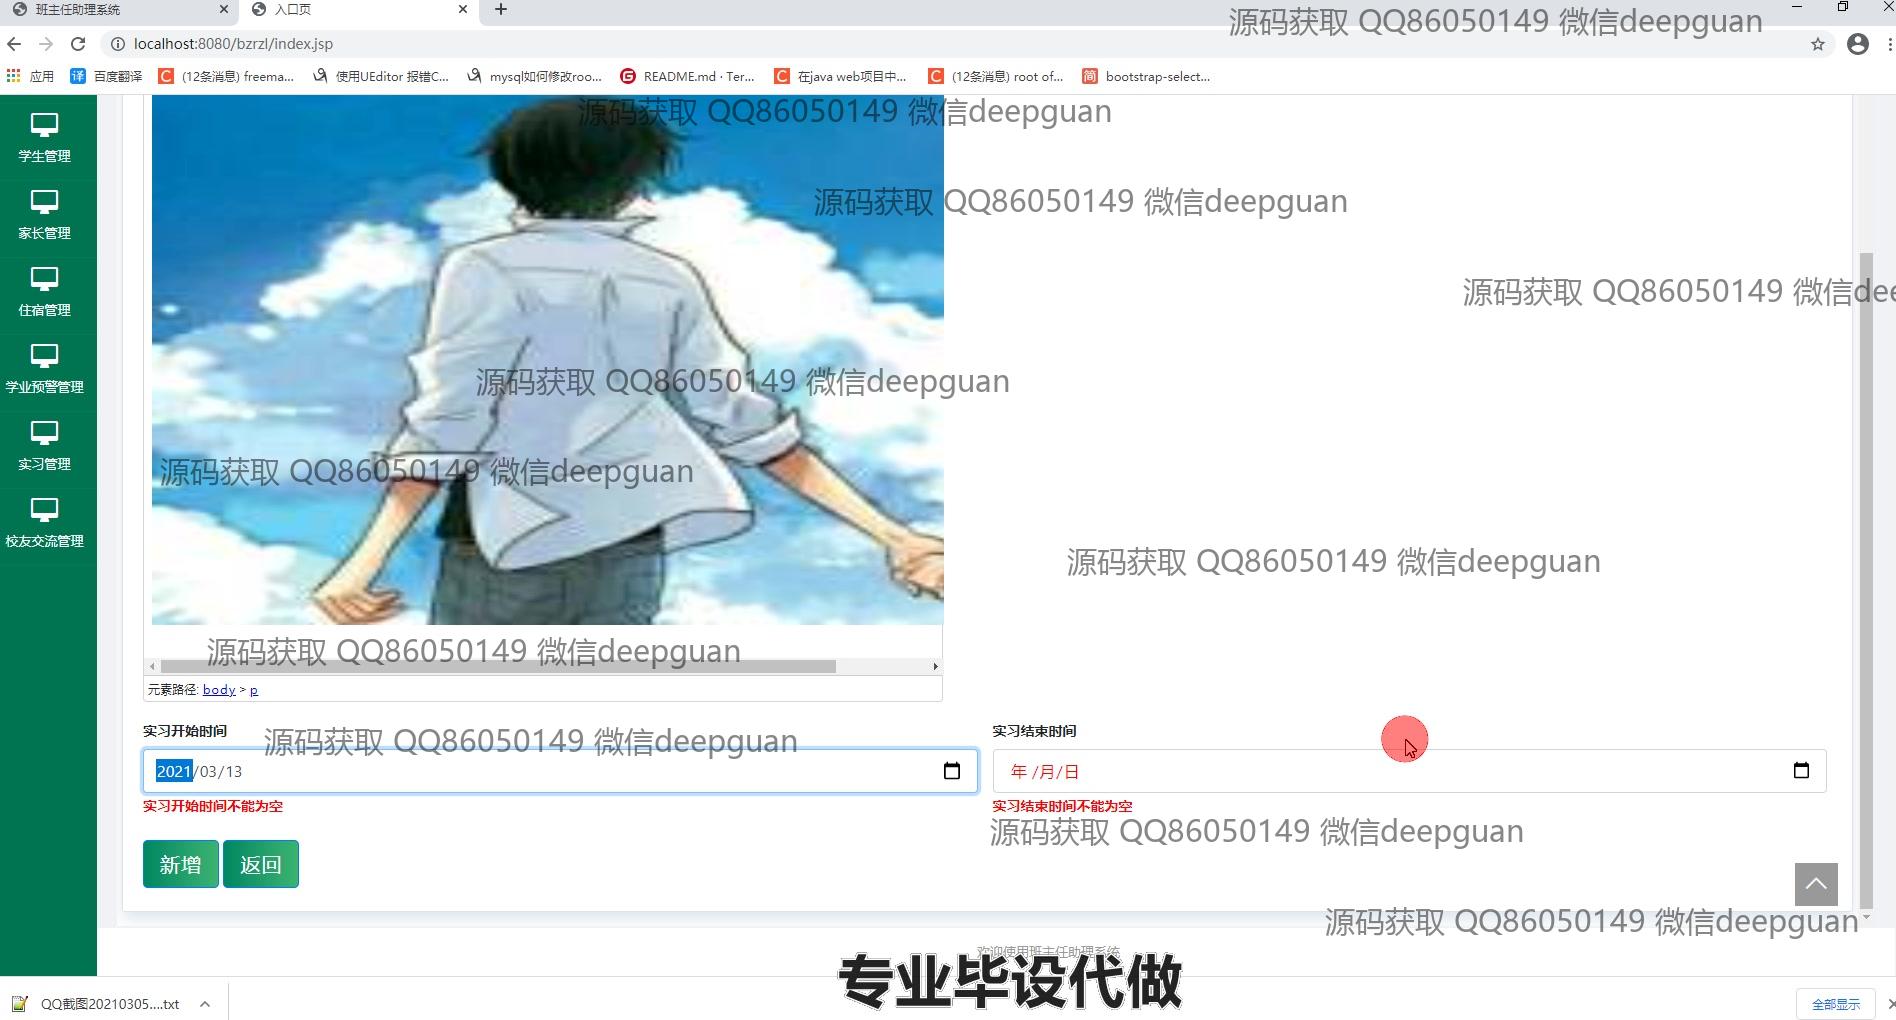 班主任助理系统
入口页
源码获取 QQ86050149 微信deepguan
localhost:8080/bzrzl/index.jsp
应用
百度翻译
(12条消息) freema...
使用UEditor 报错C...
mysql如何修改roo...
README.md · Ter...
在java web项目中...
(12条消息) root of...
bootstrap-select...
源码获取 QQ86050149 微信deepguan
学生管理
源码获取 QQ86050149 微信deepguan
家长管理
源码获取 QQ86050149 微信dee
住宿管理
源码获取 QQ86050149 微信deepguan
学业预警管理
源码获取 QQ86050149 微信deepguan
实习管理
校友交流管理
源码获取 QQ86050149 微信deepguan
源码获取 QQ86050149 微信deepguan
元素路径: body > p
实习开始时间
源码获取 QQ86050149 微信deepguan
实习结束时间
2021/03/13
年 /月/日
实习开始时间不能为空
实习结束时间不能为空
源码获取 QQ86050149 微信deepguan
新增
返回
源码获取 QQ86050149 微信deepguan
欢迎使用班主任助理系统
专业毕设代做
QQ截图20210305....txt
全部显示